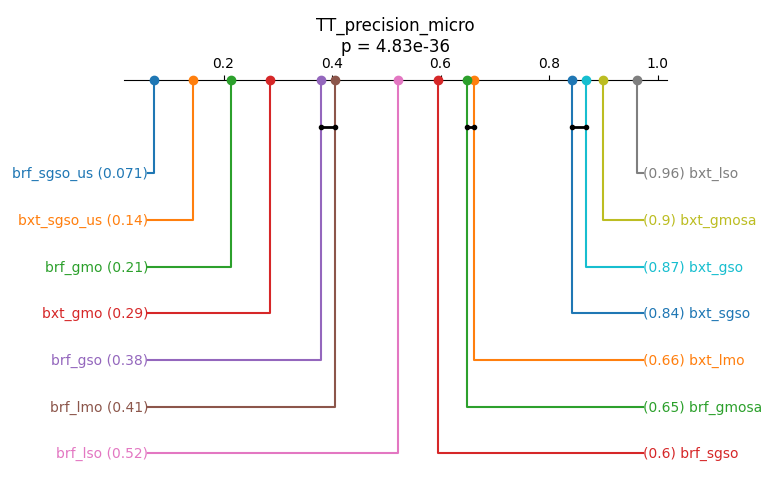 TT_precision_micro
p = 4.83e-36
0.2 0.4 0.6 0.8 1.0
brf_sgso_us (0.071) (0.96) bxt_lso
bxt_sgso_us (0.14) (0.9) bxt_gmosa
brf_gmo (0.21) (0.87) bxt_gso
bxt_gmo (0.29) (0.84) bxt_sgso
brf_gso (0.38) (0.66) bxt_lmo
brf_lmo (0.41) (0.65) brf_gmosa
brf_lso (0.52) (0.6) brf_sgso